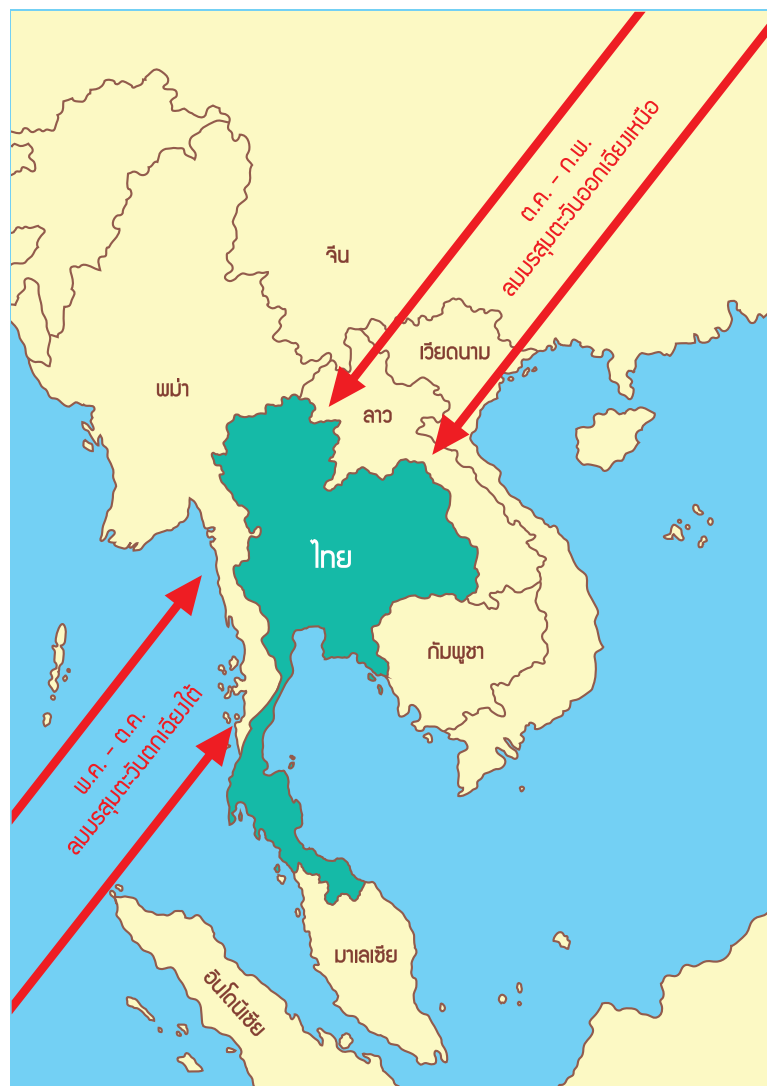 ต.ค. - ก.พ.
ลมมรสุมตะวันออกเฉียงเหนือ
จีน
เวียดนาม
พม่า
ลาว
ไทย
กัมพูชา
พ.ค. - ต.ค.
ลมมรสุมตะวันตกเฉียงใต้
มาเลเซีย
อินโดนีเซีย